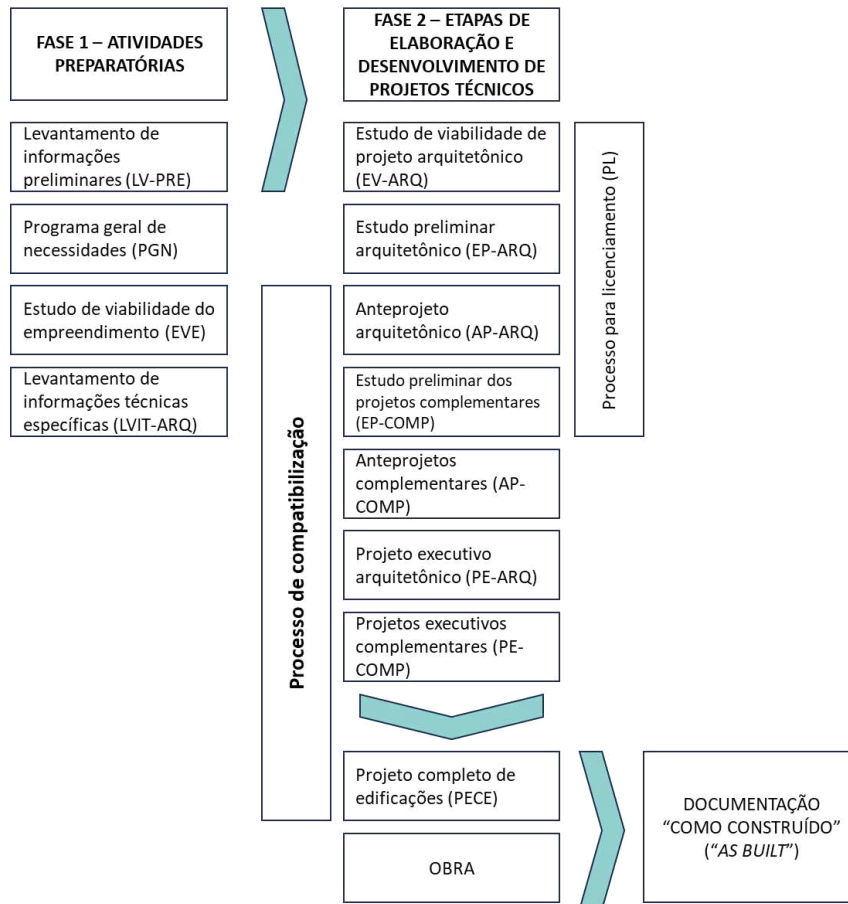 FASE 1 – ATIVIDADES
PREPARATÓRIAS
Levantamento de
informações
preliminares (LV-PRE)
Programa geral de
necessidades (PGN)
Estudo de viabilidade do
empreendimento (EVE)
Levantamento de
informações técnicas
específicas (LVIT-ARQ)
Processo de compatibilização
FASE 2 – ETAPAS DE
ELABORAÇÃO E
DESENVOLVIMENTO DE
PROJETOS TÉCNICOS
Estudo de viabilidade de
projeto arquitetônico
(EV-ARQ)
Estudo preliminar
arquitetônico (EP-ARQ)
Anteprojeto
arquitetônico (AP-ARQ)
Estudo preliminar dos
projetos complementares
(EP-COMP)
Anteprojetos
complementares (AP-
COMP)
Projeto executivo
arquitetônico (PE-ARQ)
Projetos executivos
complementares (PE-
COMP)
Projeto completo de
edificações (PECE)
OBRA
Processo para licenciamento (PL)
DOCUMENTAÇÃO
“COMO CONSTRUÍDO”
(“AS BUILT”)